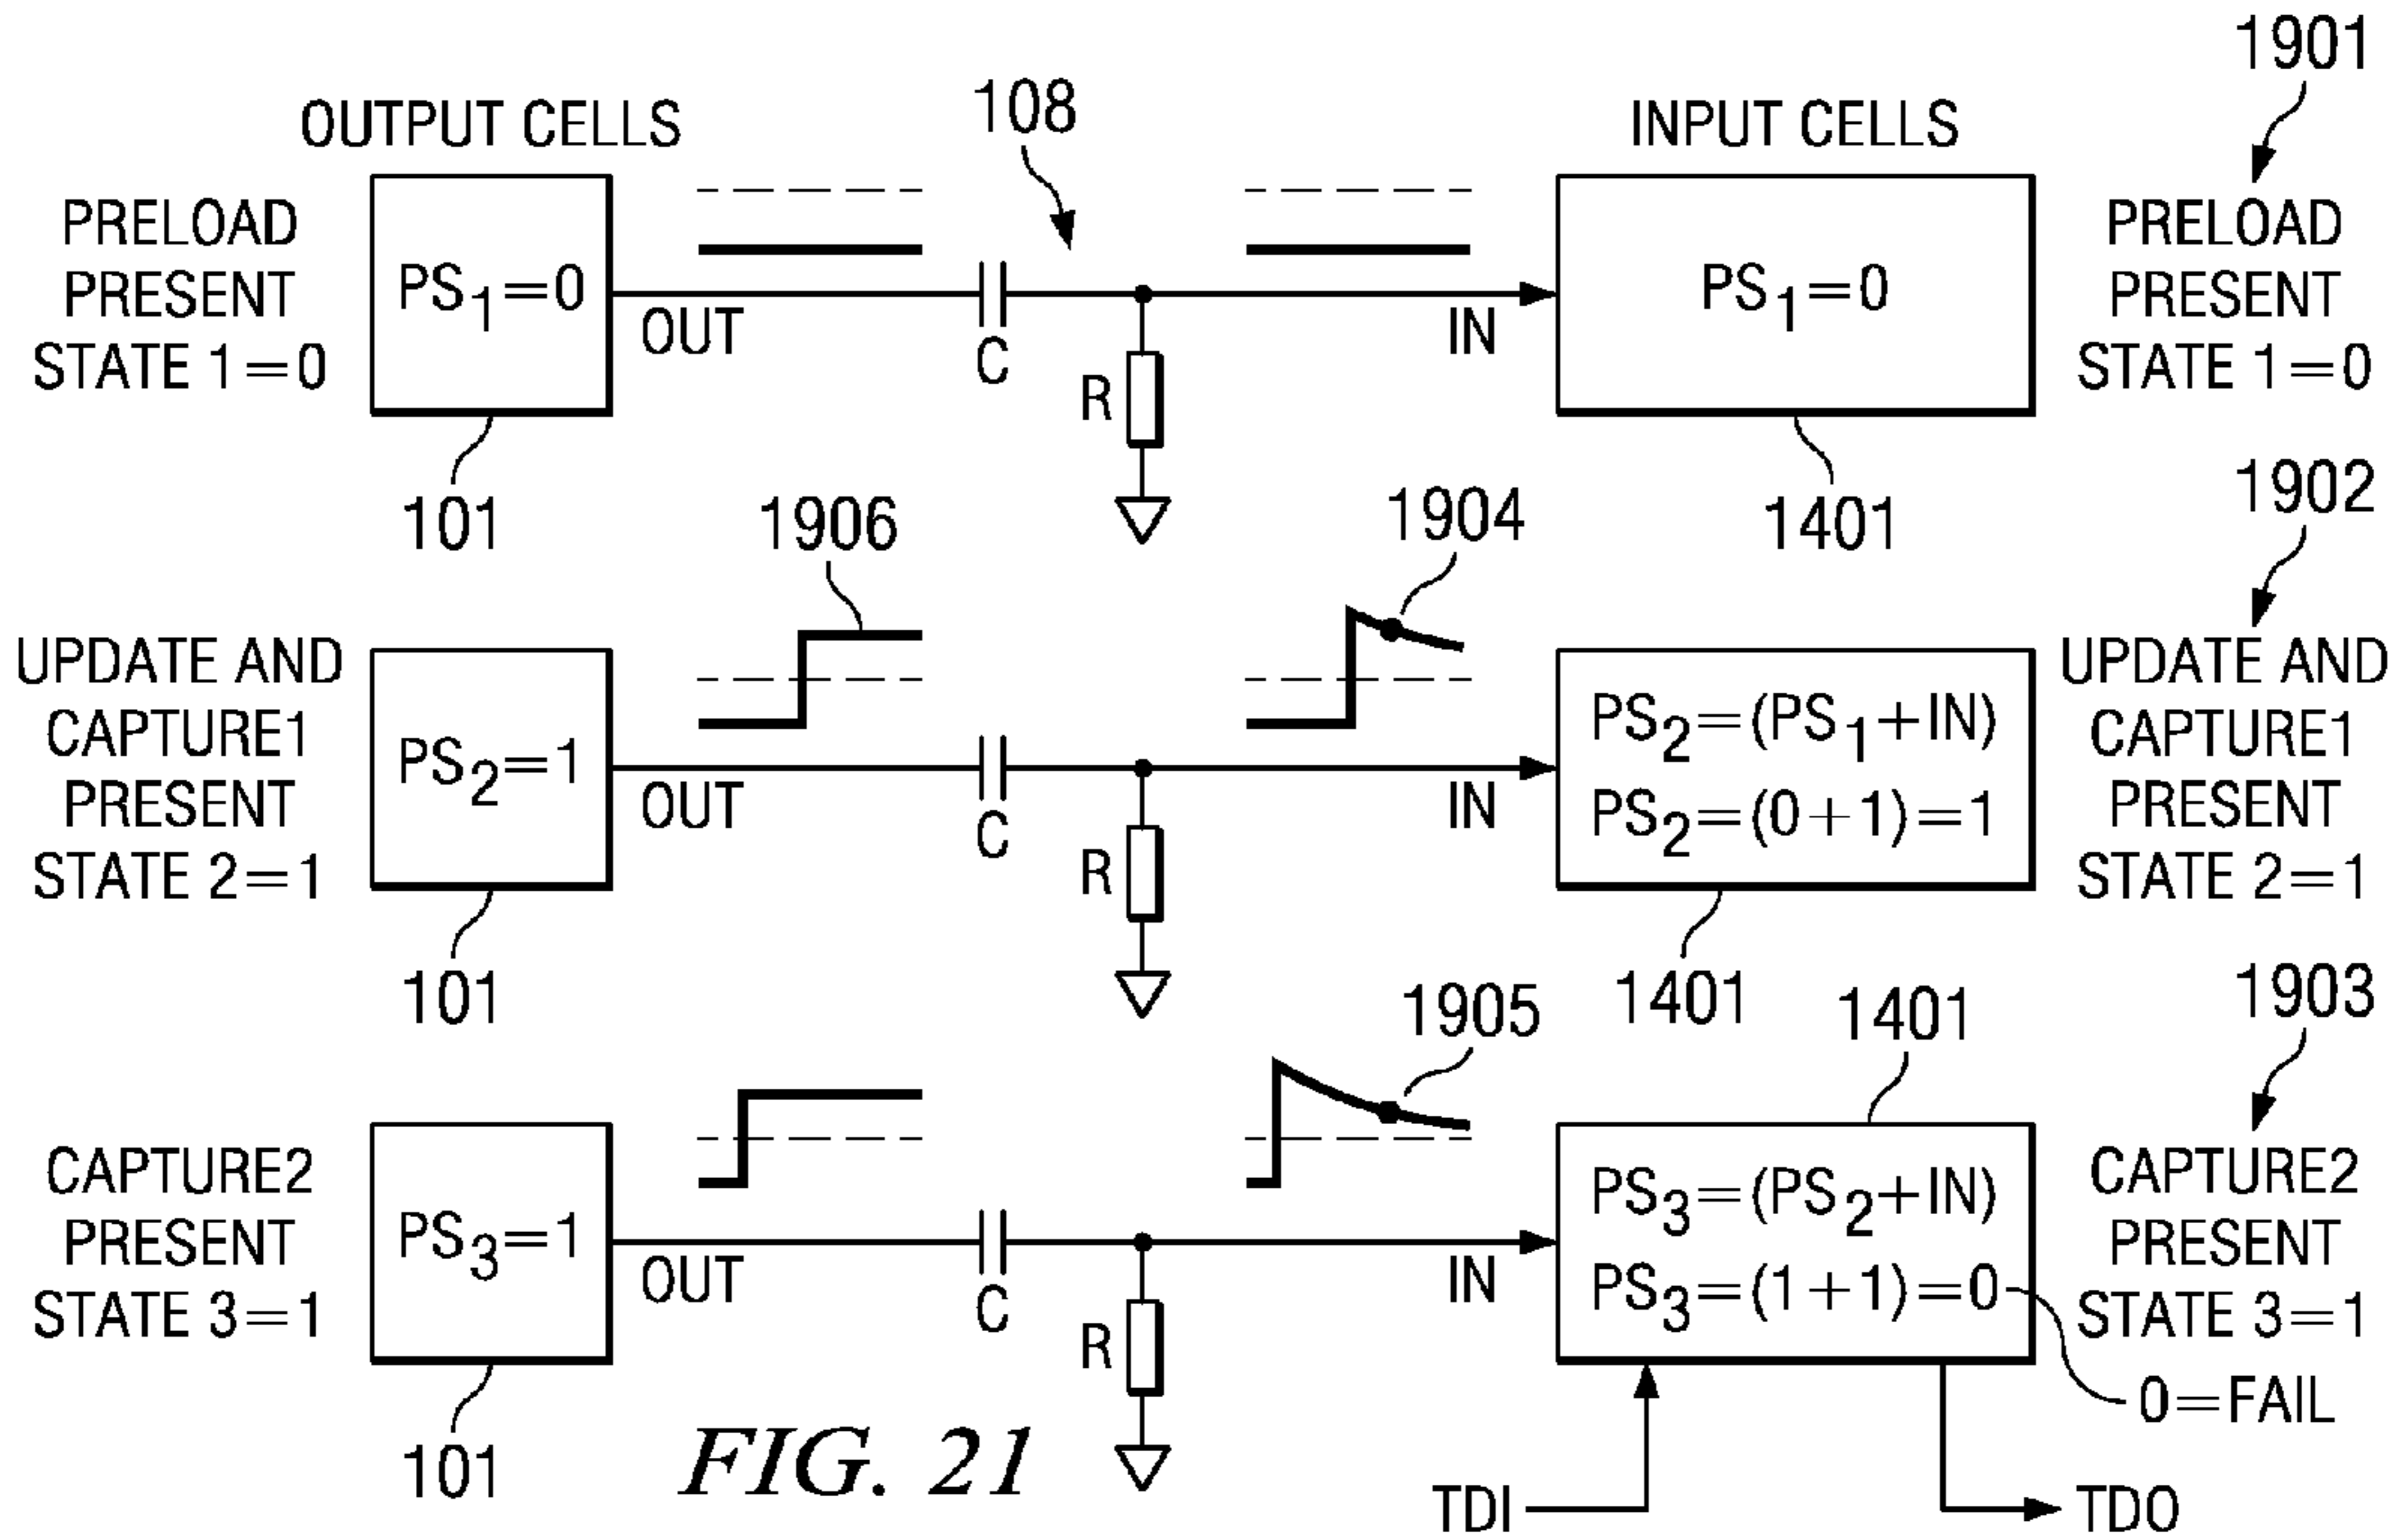 1901
108
OUTPUT CELLS
INPUT CELLS
PRELOAD
PRESENT
STATE 1=0
PS1=0
OUT
C
R
IN
PS1=0
PRELOAD
PRESENT
STATE 1=0
101
1401
1902
1906
1904
UPDATE AND
CAPTURE1
PRESENT
STATE 2=1
PS2=1
OUT
C
R
IN
PS2=(PS1+IN)
PS2=(0+1)=1
UPDATE AND
CAPTURE1
PRESENT
STATE 2=1
101
1401
1401
1903
1905
CAPTURE2
PRESENT
STATE 3=1
PS3=1
OUT
C
R
IN
PS3=(PS2+IN)
PS3=(1+1)=0
CAPTURE2
PRESENT
STATE 3=1
0=FAIL
101
FIG. 21
TDI
TDO